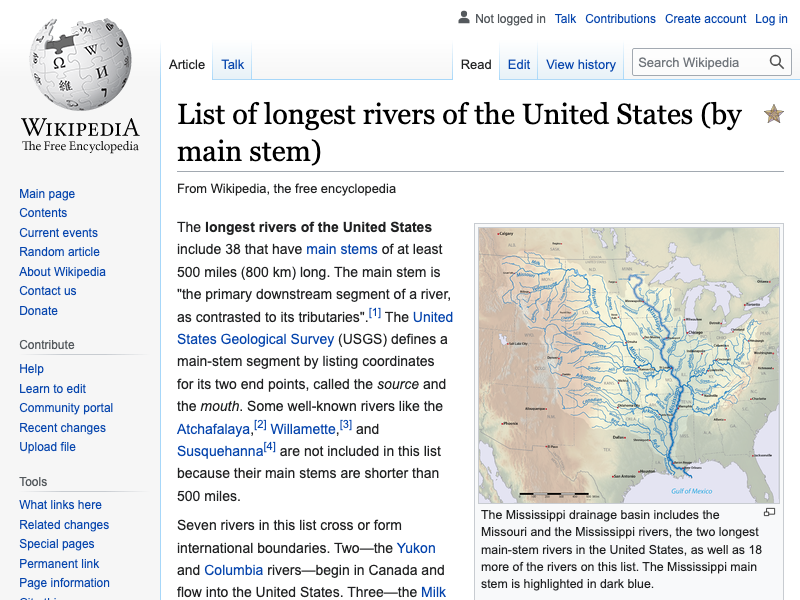 Not logged in Talk Contributions Create account Log in
Article Talk Read Edit View history Search Wikipedia
WIKIPEDIA
The Free Encyclopedia
Main page
Contents
Current events
Random article
About Wikipedia
Contact us
Donate
Contribute
Help
Learn to edit
Community portal
Recent changes
Upload file
Tools
What links here
Related changes
Special pages
Permanent link
Page information
List of longest rivers of the United States (by
main stem)
From Wikipedia, the free encyclopedia
The longest rivers of the United States
include 38 that have main stems of at least
500 miles (800 km) long. The main stem is
"the primary downstream segment of a river,
as contrasted to its tributaries".[1] The United
States Geological Survey (USGS) defines a
main-stem segment by listing coordinates
for its two end points, called the source and
the mouth. Some well-known rivers like the
Atchafalaya,[2] Willamette,[3] and
Susquehanna[4] are not included in this list
because their main stems are shorter than
500 miles.
Seven rivers in this list cross or form
international boundaries. Two—the Yukon
and Columbia rivers—begin in Canada and
flow into the United States. Three—the Milk
Calgary
Gulf of Mexico
The Mississippi drainage basin includes the
Missouri and the Mississippi rivers, the two longest
main-stem rivers in the United States, as well as 18
more of the rivers on this list. The Mississippi main
stem is highlighted in dark blue.